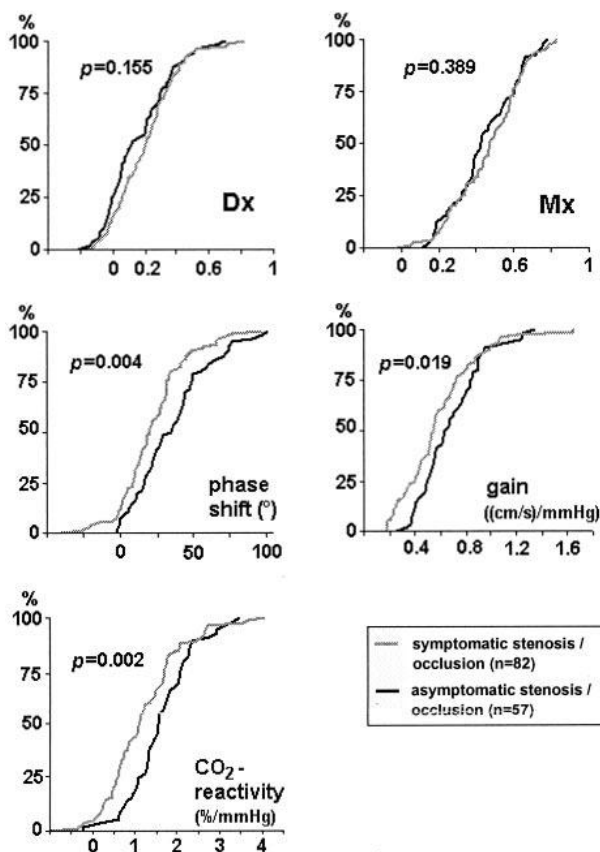 %
100
75
50
25
0
p=0.155
Dx
0 0.2 0.6 1
%
100
75
50
25
0
p=0.389
Mx
0 0.2 0.6 1
%
100
75
50
25
0
p=0.004
phase
shift (°)
0 50 100
%
100
75
50
25
0
p=0.019
gain
((cm/s)/mmHg)
0.4 0.8 1.2 1.6
%
100
75
50
25
0
p=0.002
CO2-
reactivity
(%/mmHg)
0 1 2 3 4
symptomatic stenosis /
occlusion (n=82)
asymptomatic stenosis /
occlusion (n=57)